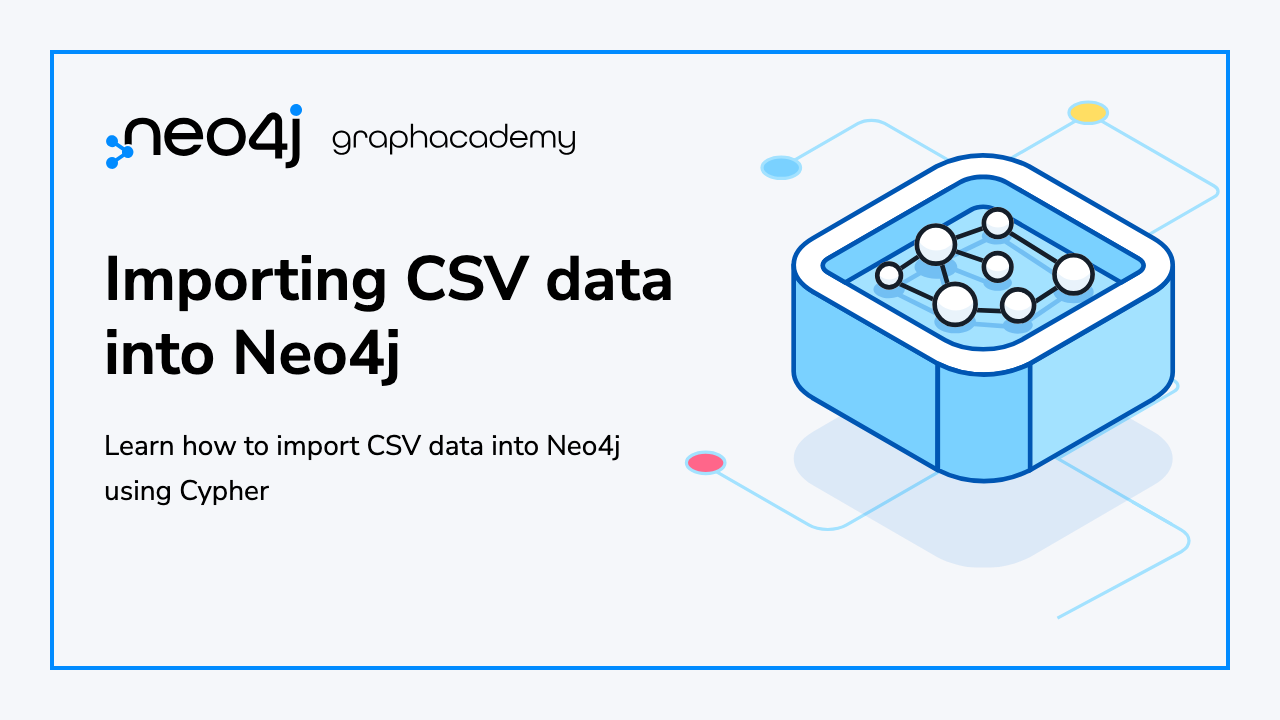 neo4j graphacademy
Importing CSV data
into Neo4j
Learn how to import CSV data into Neo4j
using Cypher